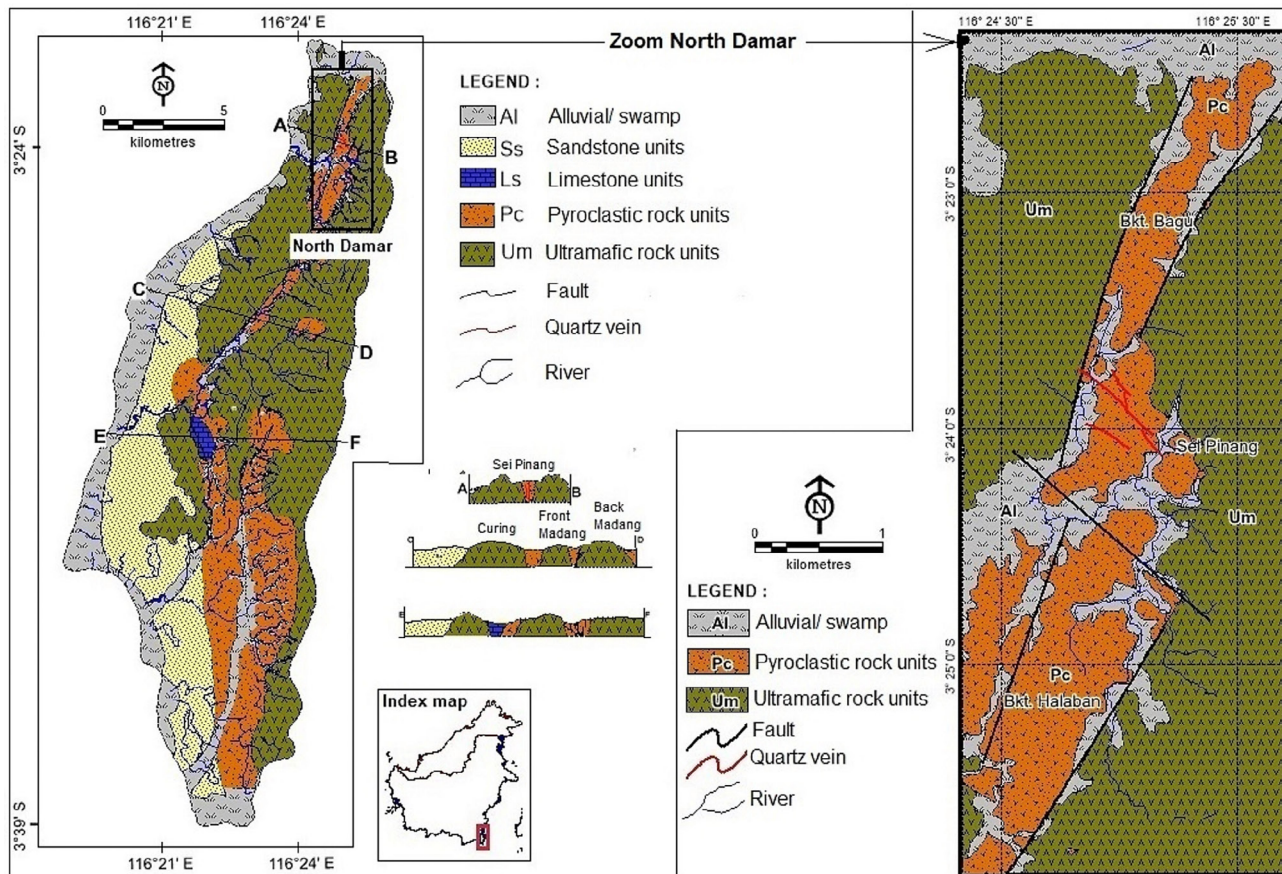 116°21' E
116°24' E
3°24' S
3°39' S
116°21' E
116°24' E
N
0
5
kilometres
A
B
C
D
E
F
North Damar
Zoom North Damar
LEGEND :
Al Alluvial/ swamp
Ss Sandstone units
Ls Limestone units
Pc Pyroclastic rock units
Um Ultramafic rock units
Fault
Quartz vein
River
Sei Pinang
A
B
Curing
Front
Madang
Back
Madang
C
D
E
F
Index map
N
0
1
kilometres
LEGEND :
Al Alluvial/ swamp
Pc Pyroclastic rock units
Um Ultramafic rock units
Fault
Quartz vein
River
116° 24' 30" E
116° 25' 30" E
3° 23' 0" S
3° 24' 0" S
3° 25' 0" S
Al
Pc
Um
Bkt. Bagu
Sei Pinang
Al
Um
Pc
Bkt. Halaban